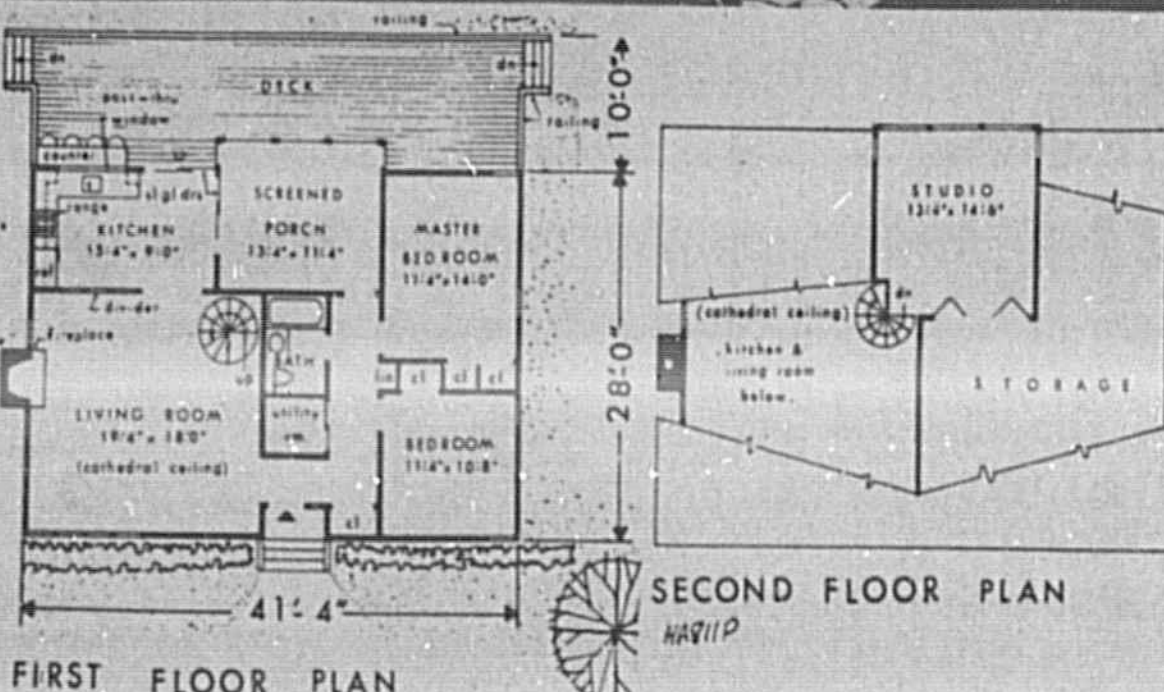 railing
dn
dn
DECK
pass-thru
window
railing
counter
sl gl drs
range
KITCHEN
13'-4" x 9'-0"
ref
SCREENED
PORCH
13'-4" x 11'-4"
MASTER
BEDROOM
11'-4" x 14'-0"
divider
fireplace
up
BATH
lin
cl
cl
cl
utility
rm.
LIVING ROOM
19'-4" x 18'-0"
(cathedral ceiling)
BEDROOM
11'-4" x 10'-8"
cl
10'-0"
28'-0"
41'-4"
FIRST FLOOR PLAN
STUDIO
13'-4" x 14'-6"
dn
(cathedral ceiling)
kitchen &
living room
below.
STORAGE
SECOND FLOOR PLAN
HA811P